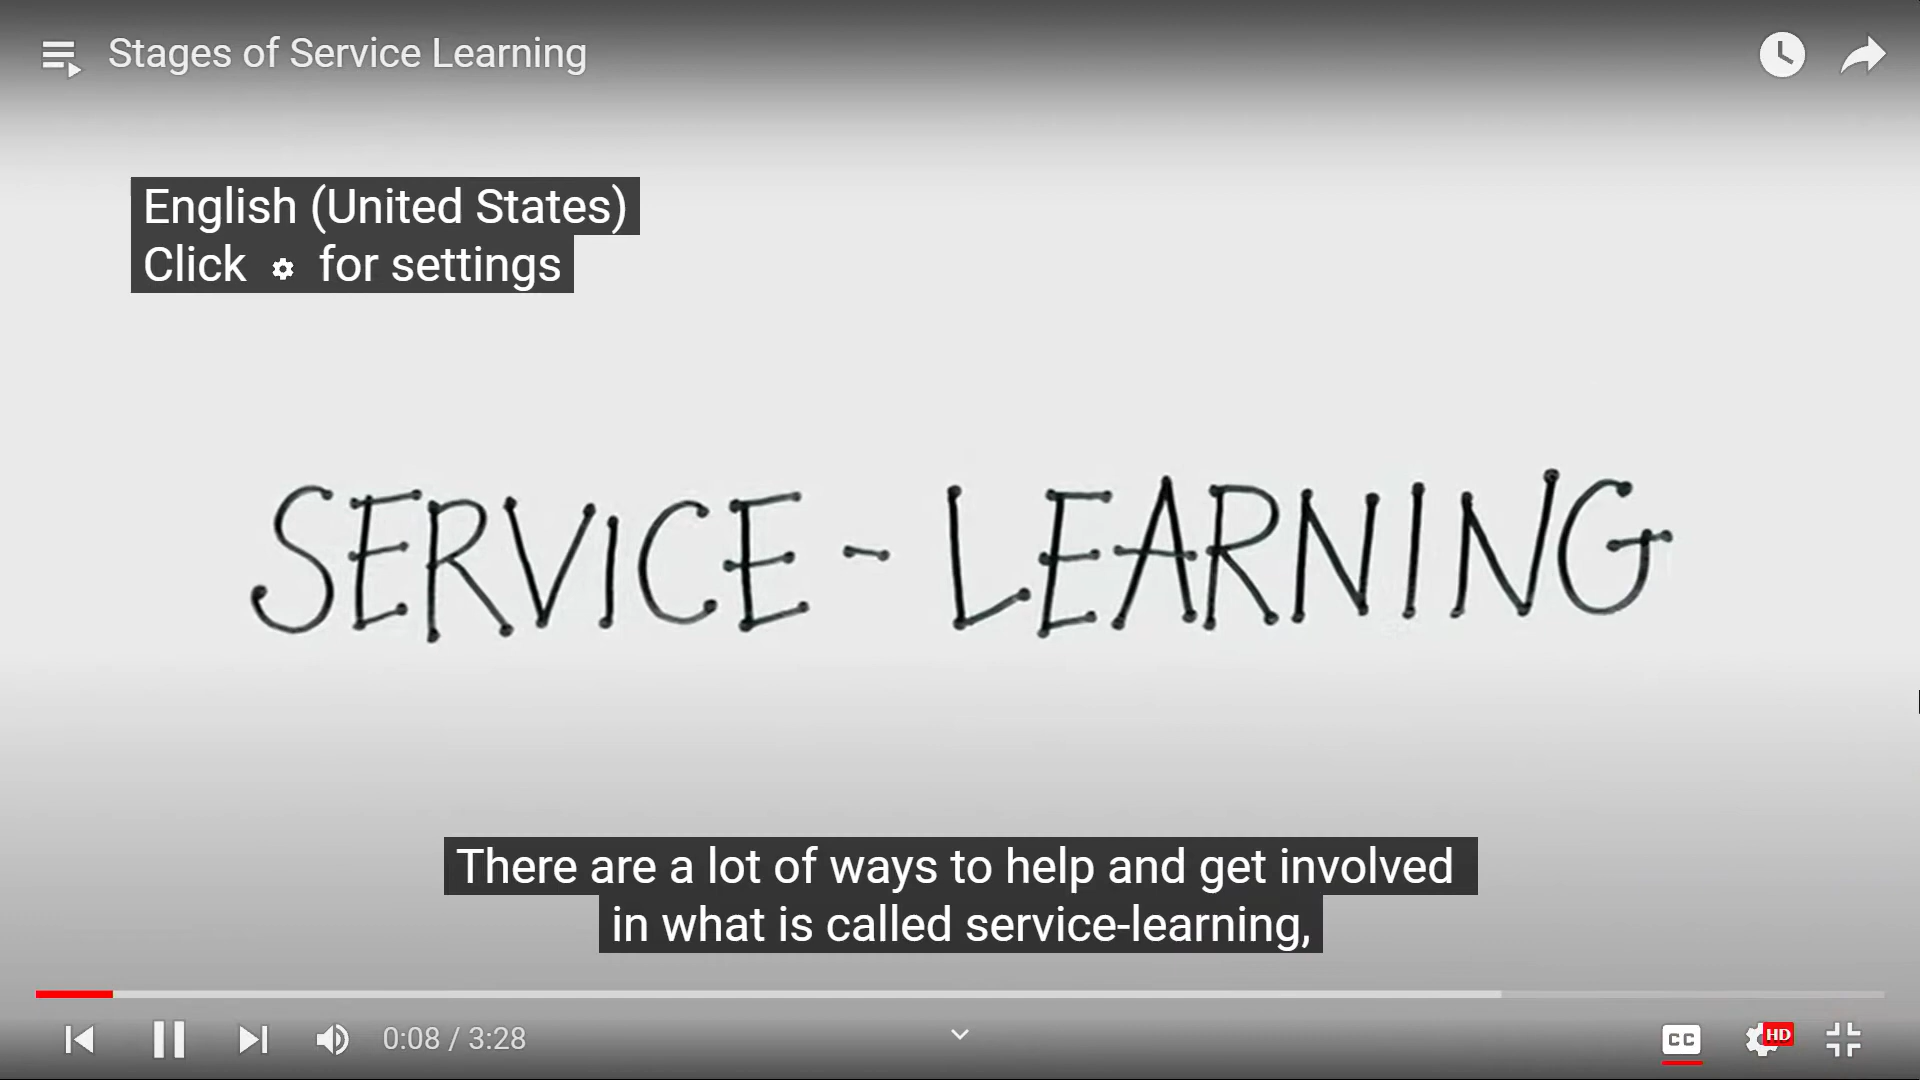 Stages of Service Learning
English (United States)
Click for settings
SERVICE - LEARNING
There are a lot of ways to help and get involved
in what is called service-learning,
0:08 / 3:28
CC
HD